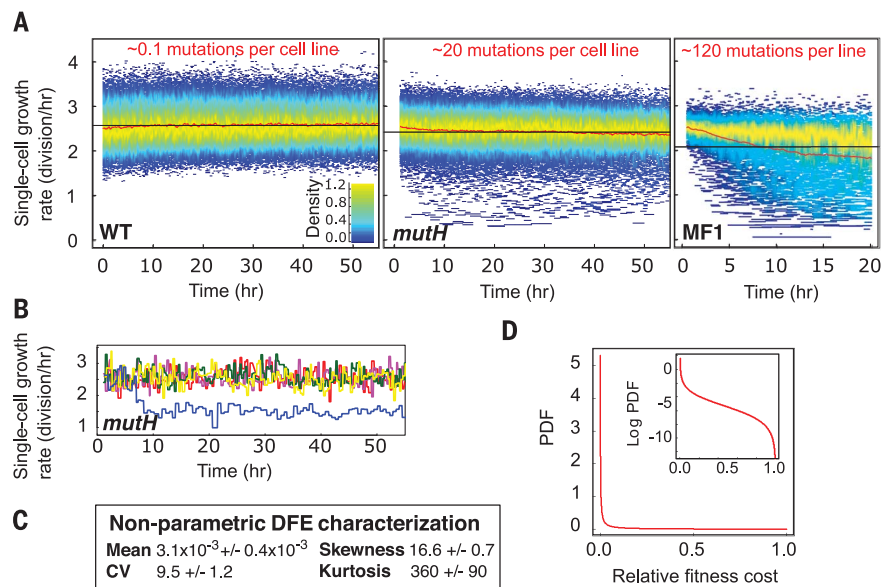 A
~0.1 mutations per cell line
~20 mutations per cell line
~120 mutations per line
Single-cell growth
rate (division/hr)
4
3
2
1
0
Density
1.2
0.8
0.4
0.0
WT
mutH
MF1
0 10 20 30 40 50
0 10 20 30 40 50
0 5 10 15 20
Time (hr)
Time (hr)
Time (hr)
B
Single-cell growth
rate (division/hr)
3
2
1
mutH
0 10 20 30 40 50
Time (hr)
C
Non-parametric DFE characterization
Mean 3.1x10⁻³ +/- 0.4x10⁻³ Skewness 16.6 +/- 0.7
CV 9.5 +/- 1.2 Kurtosis 360 +/- 90
D
PDF
5
4
3
2
1
0
Log PDF
0
-5
-10
0.0 0.5 1.0
0.0 0.5 1.0
Relative fitness cost